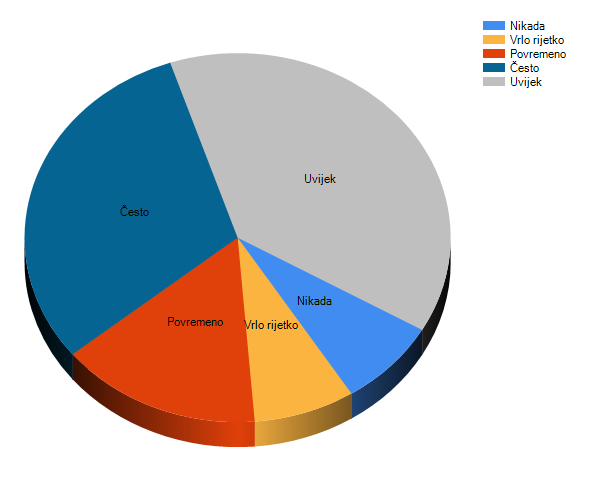 Nikada
Vrlo rijetko
Povremeno
Često
Uvijek
Uvijek
Često
Nikada
Povremeno
Vrlo rijetko